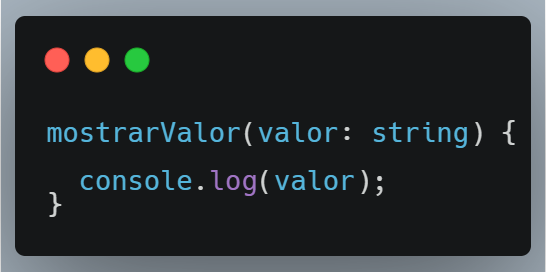 mostrarValor(valor: string) {
console.log(valor);
}